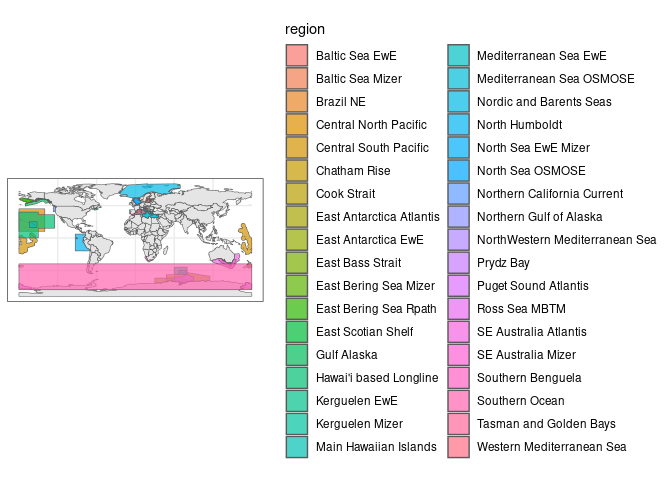 region
Baltic Sea EwE
Baltic Sea Mizer
Brazil NE
Central North Pacific
Central South Pacific
Chatham Rise
Cook Strait
East Antarctica Atlantis
East Antarctica EwE
East Bass Strait
East Bering Sea Mizer
East Bering Sea Rpath
East Scotian Shelf
Gulf Alaska
Hawai'i based Longline
Kerguelen EwE
Kerguelen Mizer
Main Hawaiian Islands
Mediterranean Sea EwE
Mediterranean Sea OSMOSE
Nordic and Barents Seas
North Humboldt
North Sea EwE Mizer
North Sea OSMOSE
Northern California Current
Northern Gulf of Alaska
NorthWestern Mediterranean Sea
Prydz Bay
Puget Sound Atlantis
Ross Sea MBTM
SE Australia Atlantis
SE Australia Mizer
Southern Benguela
Southern Ocean
Tasman and Golden Bays
Western Mediterranean Sea